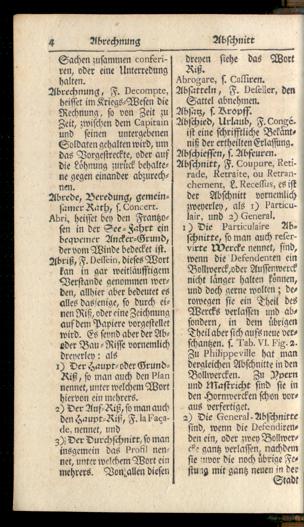 4 Abrechnung
Abschnitt
Sachen zusammen conferi-
ren, oder eine Unterredung
halten.
Abrechnung, F. Decompte,
heisset im Kriegs-Wesen die
Rechnung, so von Zeit zu
Zeit, zwischen dem Capitain
und seinen untergebenen
Soldaten gehalten wird, um
das Vorgestreckte, oder auf
die Löhnung zurück behalte-
ne gegen einander abzurech-
nen.
Abrede, Beredung, gemein-
samer Rath, s. Concert.
Abri, heisset bey den Frantzo-
sen in der See-Fahrt ein
bequemer Ancker-Grund,
der vom Winde bedecket ist.
Abriß, F. Dessein, dieses Wort
kan in gar weitläufftigem
Verstande genommen wer-
den, allhier aber bedeutet es
alles dasjenige, so durch ei-
nen Riß, oder eine Zeichnung
auf dem Papier vorgestellet
wird. Es seynd aber der Ab-
oder Bau-Risse vornemlich
dreyerley: als
1) Der Haupt- oder Grund-
Riß, so man auch den Plan
nennet, unter welchem Wort
hiervon ein mehrers.
2) Der Auf-Riß, so man auch
den Haupt-Riß, F. la Faça-
de, nennet, und
3) Der Durchschnitt, so man
insgemein das Profil nen-
net, unter welchem Wort ein
mehrers. Von allen diesen
dreyen siehe das Wort
Riß.
Abrogare, s. Cassiren.
Absatteln, F. Deseller, den
Sattel abnehmen.
Absatz, s. Kropff.
Abschied, Urlaub, F. Congé,
ist eine schrifftliche Bekänt-
niß der ertheilten Erlassung.
Abschiessen, s. Abfeuren.
Abschnitt, F. Coupure, Reti-
rade, Retraite, ou Retran-
chement, L. Recessus, es ist
der Abschnitt vornemlich
zweyerley, als 1) Particu-
lair, und 2) General.
1) Die Particulaire Ab-
schnitte, so man auch reser-
virte Wercke nennet, sind,
wenn die Defendenten ein
Bollwerck, oder Aussenwerck
nicht länger halten können,
und doch gerne wolten; de-
rowegen sie ein Theil des
Wercks verlassen und ab-
sondern, in dem übrigen
Theil aber sich aufs neue ver-
schantzen. s. Tab. VI. Fig. 2.
Zu Philippeville hat man
dergleichen Abschnitte in den
Bollwercken. Zu Ypern
und Mastricht sind sie in
den Hornwercken schon vor-
aus verfertiget.
2) Die General-Abschnitte
sind, wenn die Defendiren-
den ein, oder zwey Bollwer-
cke gantz verlassen, nachdem
sie zuvor die noch übrige Fe-
stung mit gantz neuen in der
Stadt